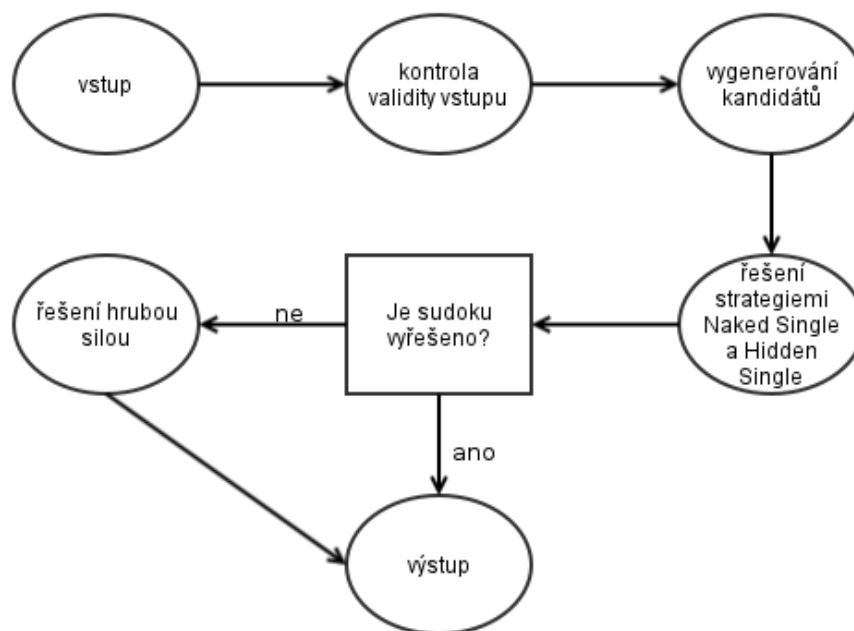 vstup
kontrola
validity vstupu
vygenerování
kandidátů
řešení hrubou
silou
ne
Je sudoku
vyřešeno?
řešení
strategiemi
Naked Single
a Hidden
Single
ano
výstup